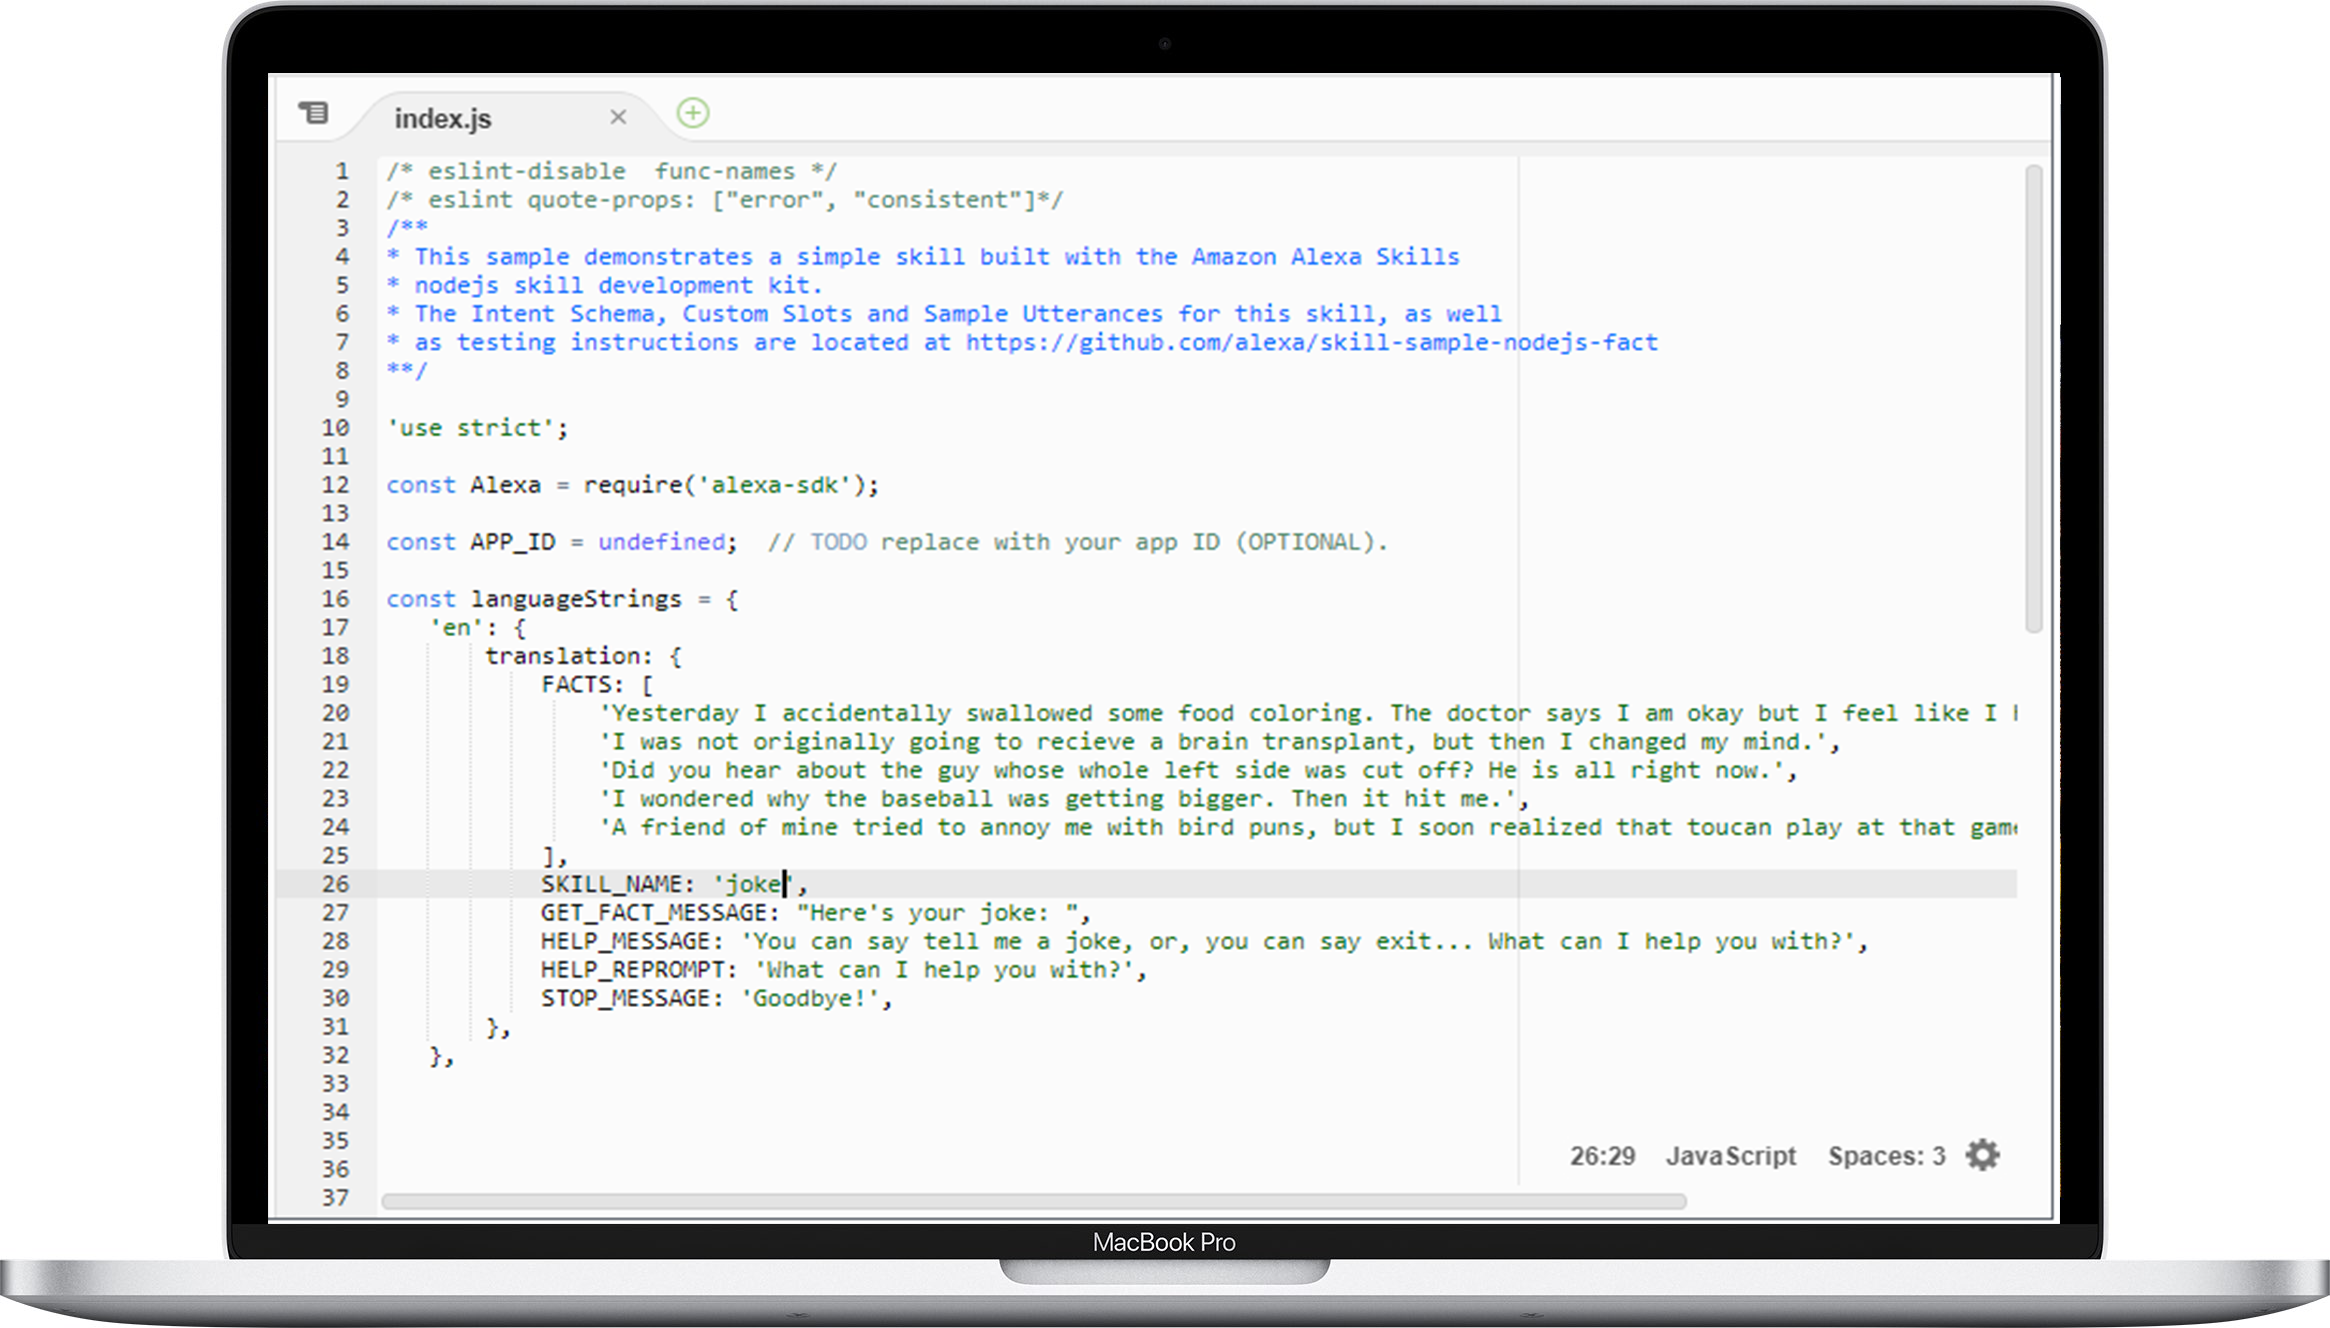 index.js
1 /* eslint-disable  func-names */
2 /* eslint quote-props: ["error", "consistent"]*/
3 /**
4 * This sample demonstrates a simple skill built with the Amazon Alexa Skills
5 * nodejs skill development kit.
6 * The Intent Schema, Custom Slots and Sample Utterances for this skill, as well
7 * as testing instructions are located at https://github.com/alexa/skill-sample-nodejs-fact
8 **/
9
10 'use strict';
11
12 const Alexa = require('alexa-sdk');
13
14 const APP_ID = undefined;  // TODO replace with your app ID (OPTIONAL).
15
16 const languageStrings = {
17 'en': {
18 translation: {
19 FACTS: [
20 'Yesterday I accidentally swallowed some food coloring. The doctor says I am okay but I feel like I
21 'I was not originally going to recieve a brain transplant, but then I changed my mind.',
22 'Did you hear about the guy whose whole left side was cut off? He is all right now.',
23 'I wondered why the baseball was getting bigger. Then it hit me.',
24 'A friend of mine tried to annoy me with bird puns, but I soon realized that toucan play at that
25 ],
26 SKILL_NAME: 'joke',
27 GET_FACT_MESSAGE: "Here's your joke: ",
28 HELP_MESSAGE: 'You can say tell me a joke, or, you can say exit... What can I help you with?',
29 HELP_REPROMPT: 'What can I help you with?',
30 STOP_MESSAGE: 'Goodbye!',
31 },
32 },
33
34
35
36
37
26:29 JavaScript Spaces: 3
MacBook Pro